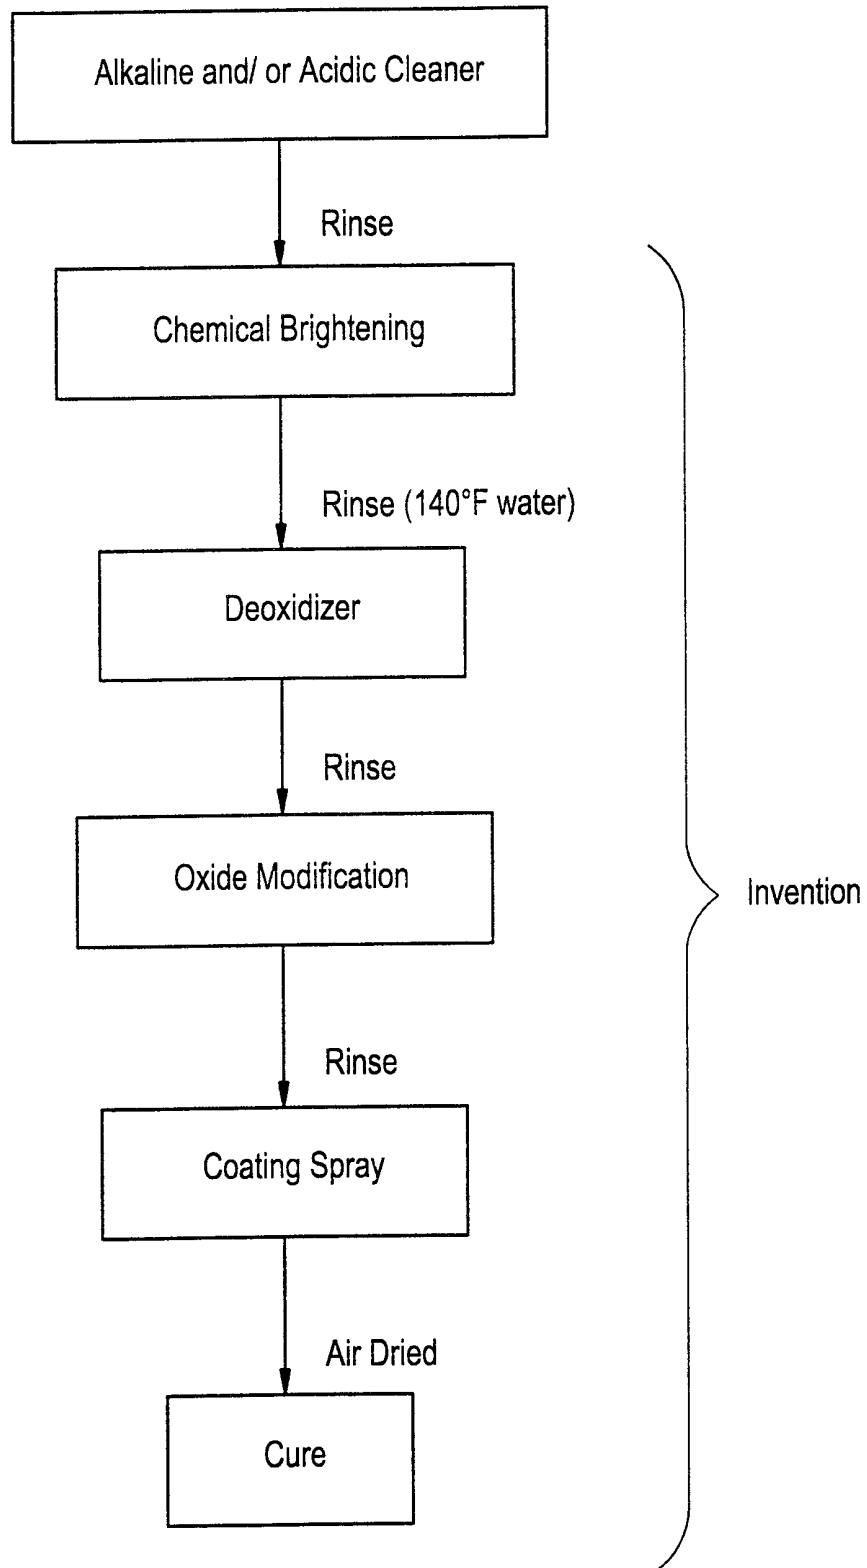 Alkaline and/ or Acidic Cleaner
Rinse
Chemical Brightening
Rinse (140°F water)
Deoxidizer
Rinse
Oxide Modification
Invention
Rinse
Coating Spray
Air Dried
Cure